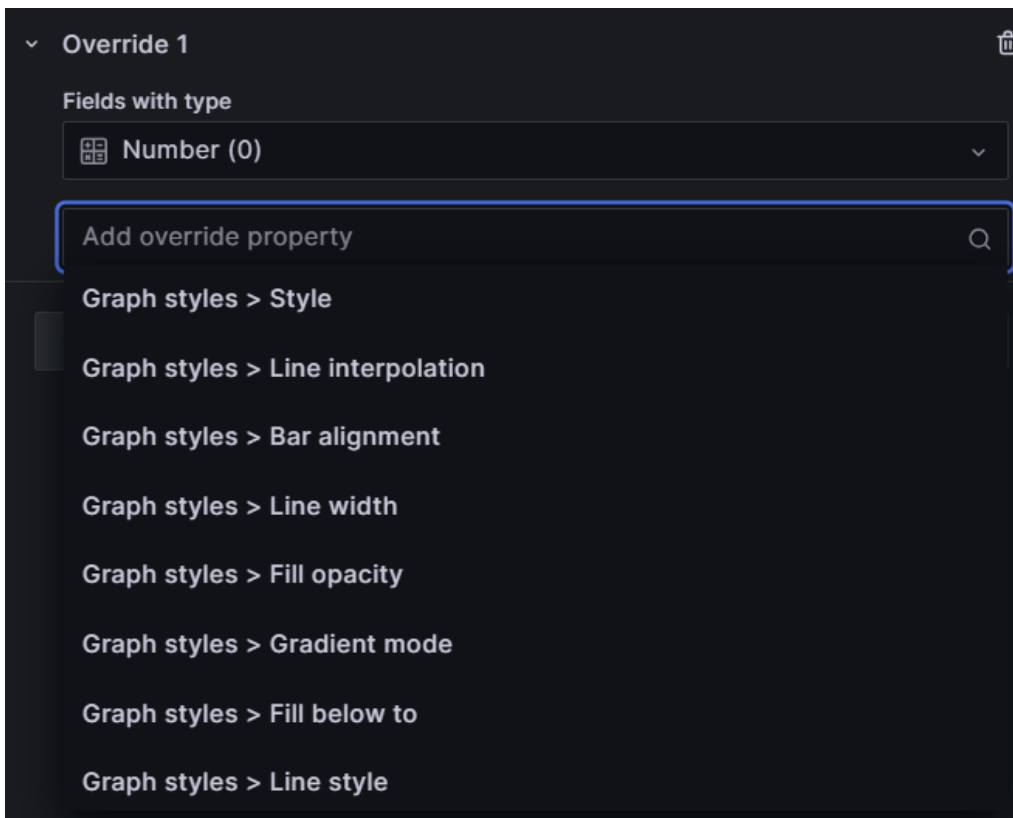 Override 1
Fields with type
Number (0)
Add override property
Graph styles > Style
Graph styles > Line interpolation
Graph styles > Bar alignment
Graph styles > Line width
Graph styles > Fill opacity
Graph styles > Gradient mode
Graph styles > Fill below to
Graph styles > Line style